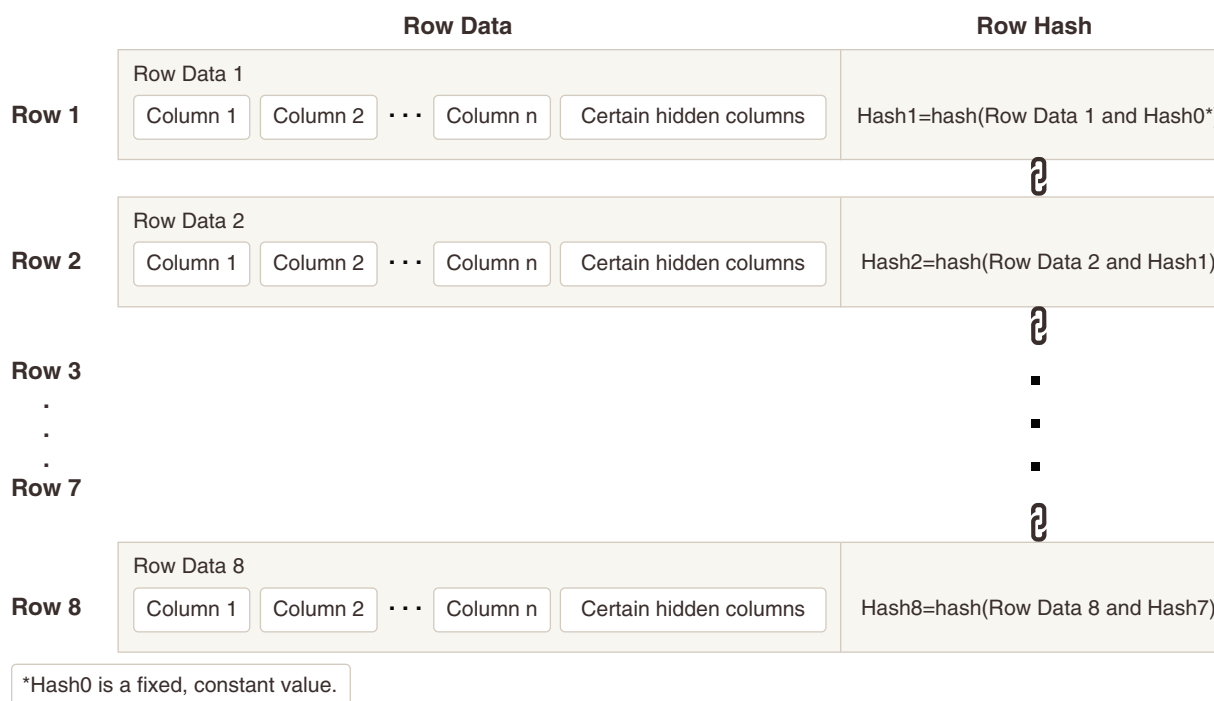 Row Data Row Hash
Row Data 1
Row 1 Column 1 Column 2 ··· Column n Certain hidden columns Hash1=hash(Row Data 1 and Hash0*
Row Data 2
Row 2 Column 1 Column 2 ··· Column n Certain hidden columns Hash2=hash(Row Data 2 and Hash1)
Row 3
.
.
.
Row 7
Row Data 8
Row 8 Column 1 Column 2 ··· Column n Certain hidden columns Hash8=hash(Row Data 8 and Hash7)
*Hash0 is a fixed, constant value.